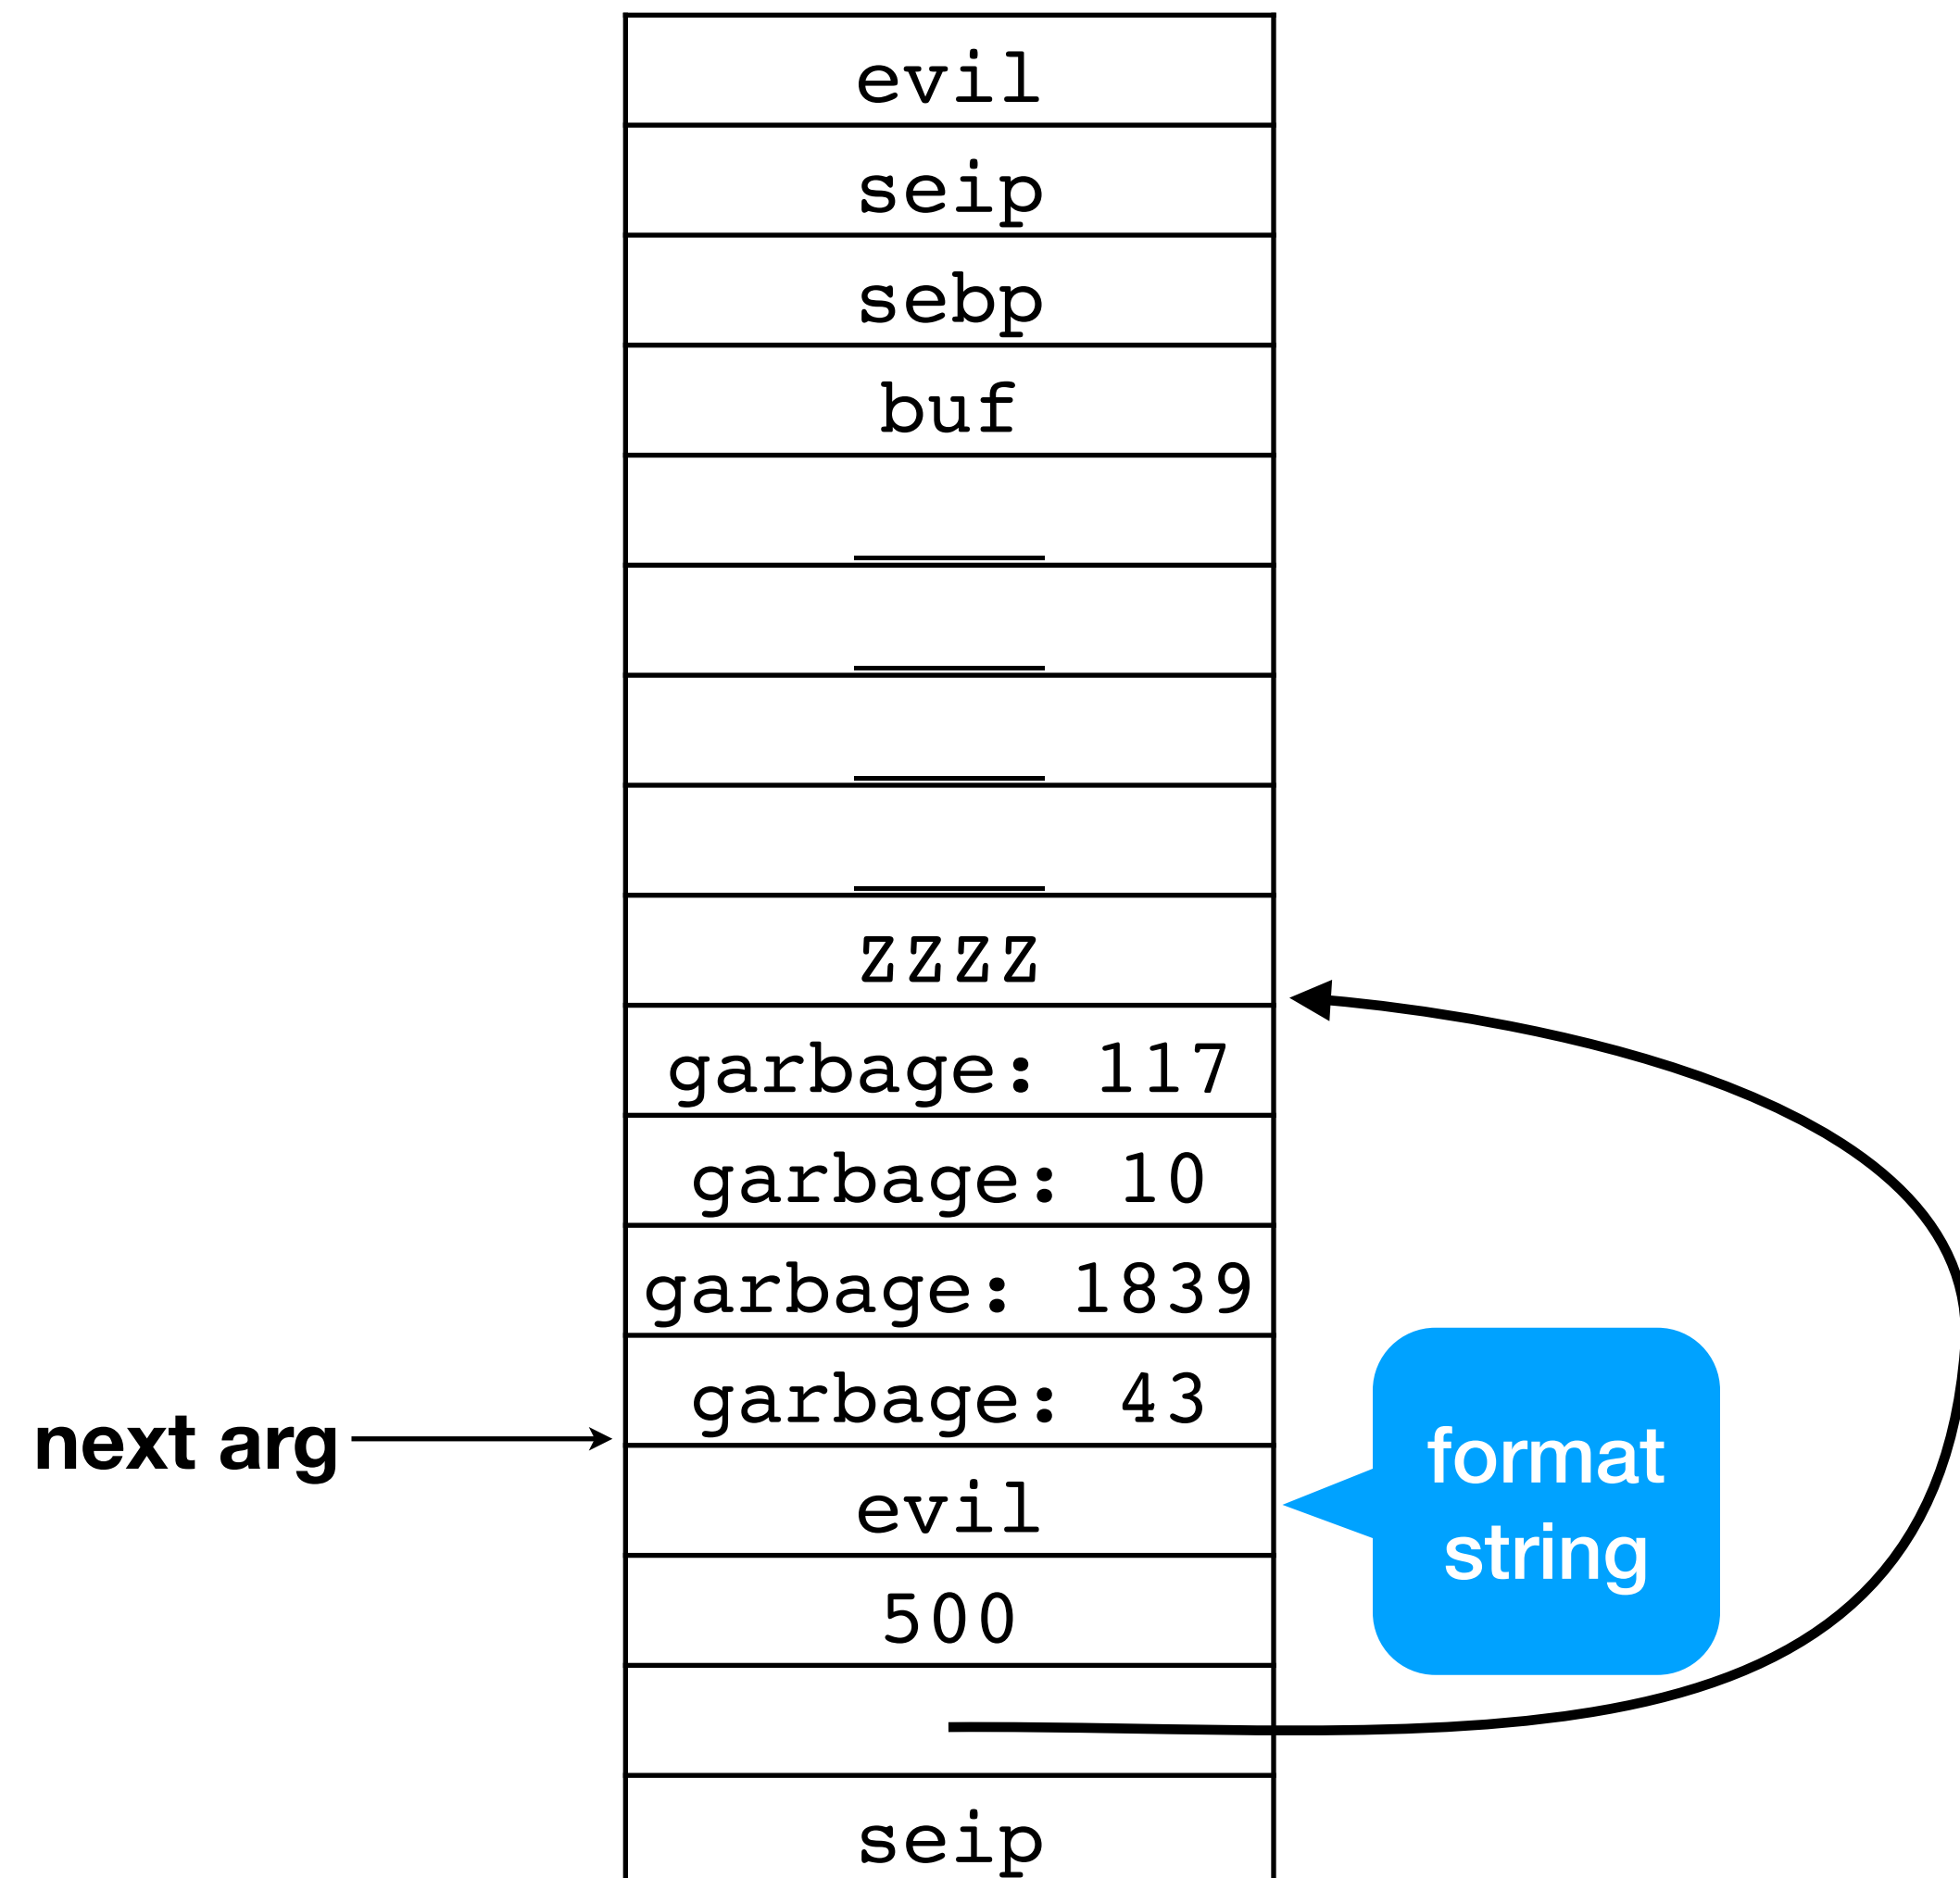 evil
seip
sebp
buf
____
____
____
____
ZZZZ
garbage: 117
garbage: 10
garbage: 1839
garbage: 43
next arg
evil
format
string
500
seip